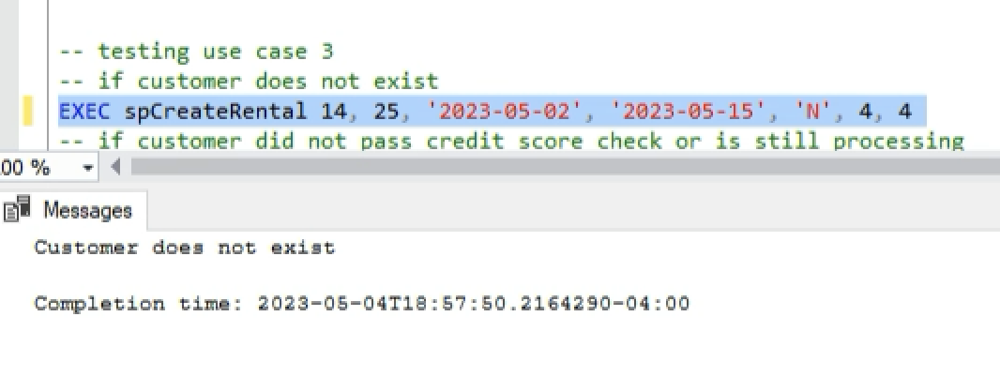 -- testing use case 3
-- if customer does not exist
EXEC spCreateRental 14, 25, '2023-05-02', '2023-05-15', 'N', 4, 4
-- if customer did not pass credit score check or is still processing
00 %
Messages
Customer does not exist
Completion time: 2023-05-04T18:57:50.2164290-04:00